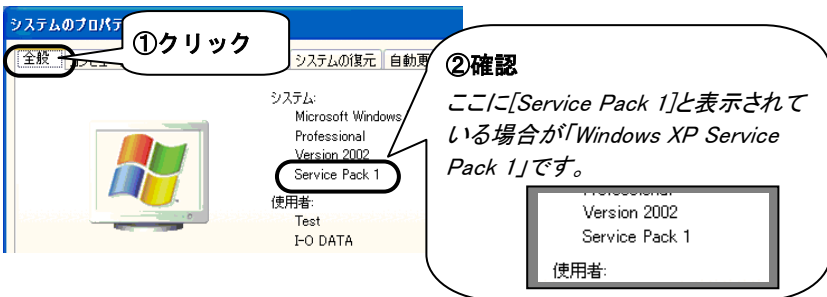 システムのプロパテ
①クリック
全般
システムの復元
自動更
システム:
Microsoft Windows
Professional
Version 2002
Service Pack 1
使用者:
Test
I-O DATA
②確認
ここに[Service Pack 1]と表示されて
いる場合が「Windows XP Service
Pack 1」です。
Version 2002
Service Pack 1
使用者: